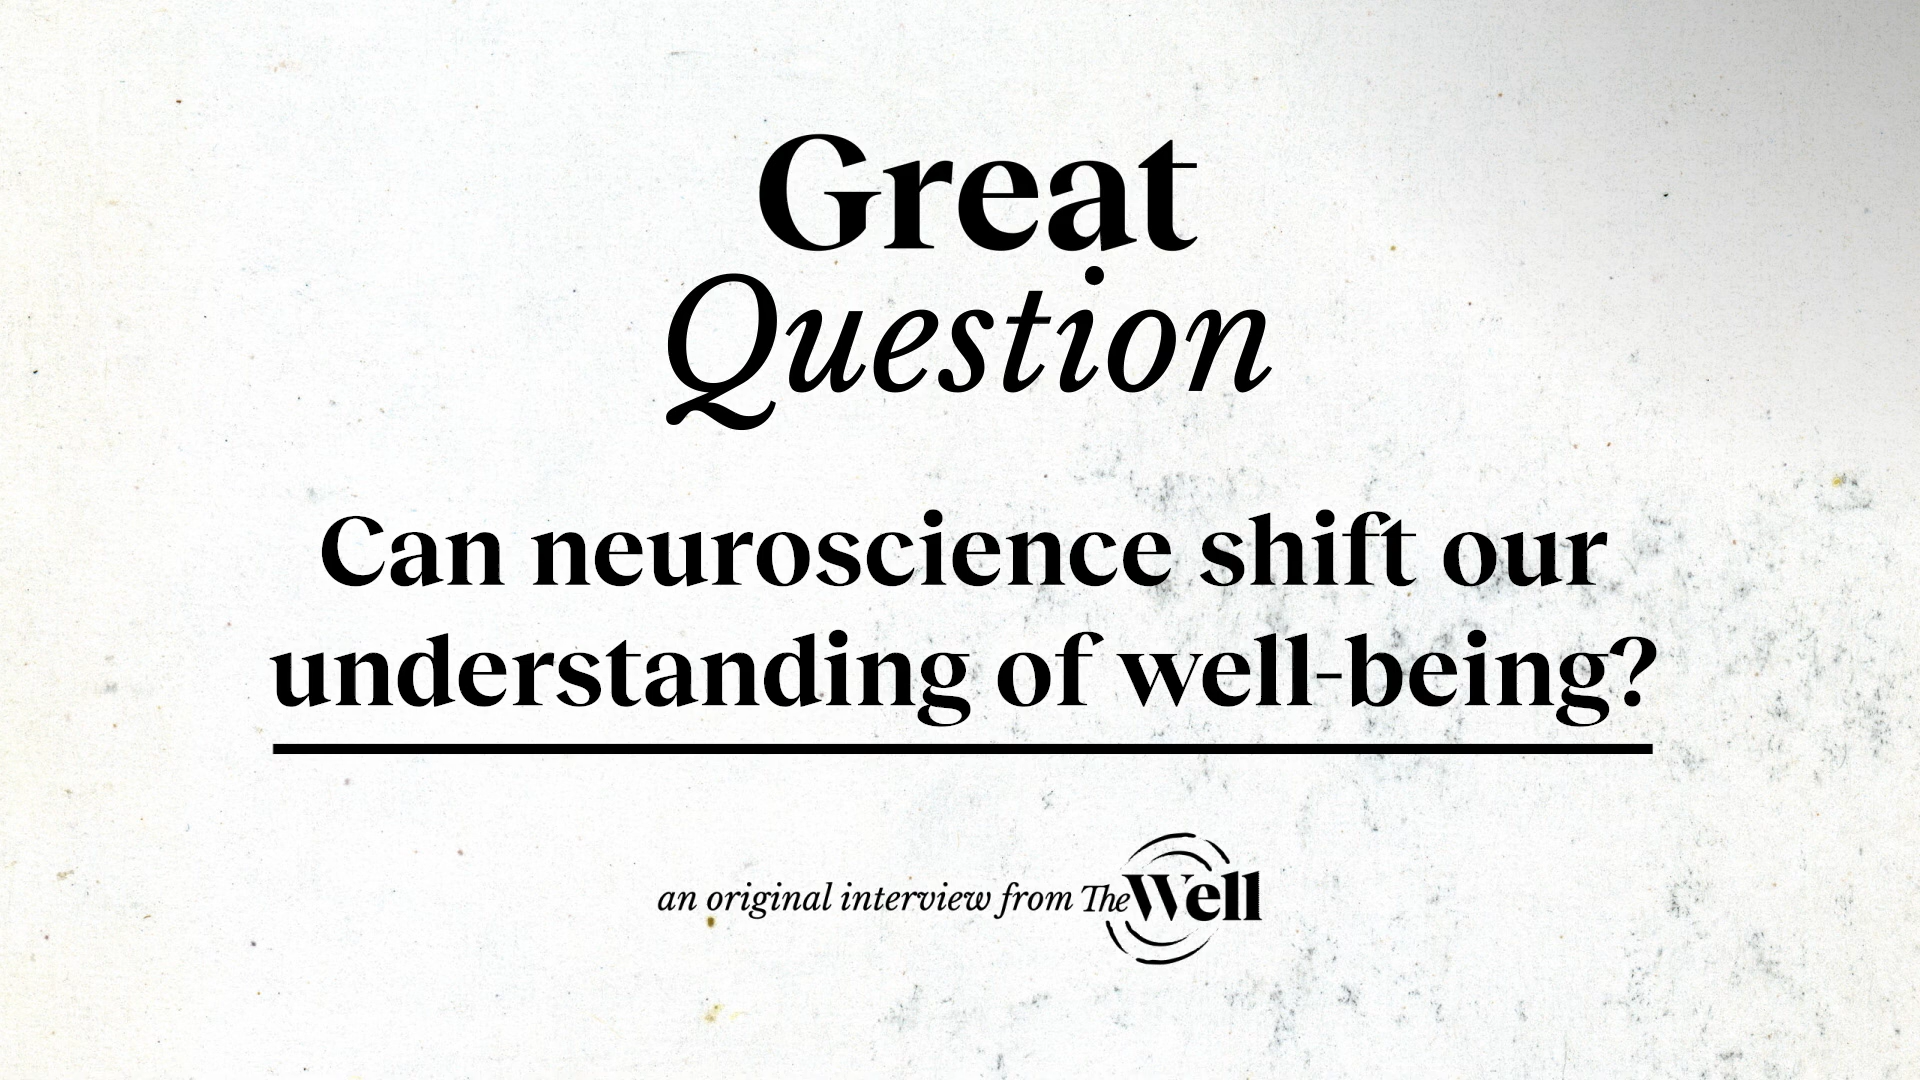 Great
Question
Can neuroscience shift our
understanding of well-being?
an original interview from The Well